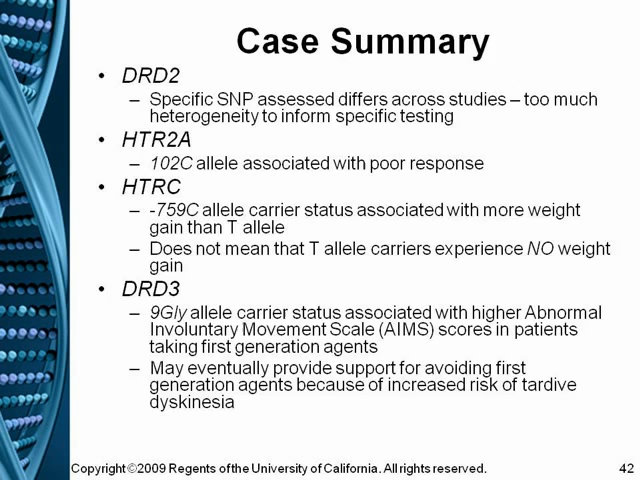 Case Summary
• DRD2
– Specific SNP assessed differs across studies – too much
heterogeneity to inform specific testing
• HTR2A
– 102C allele associated with poor response
• HTRC
– -759C allele carrier status associated with more weight
gain than T allele
– Does not mean that T allele carriers experience NO weight
gain
• DRD3
– 9Gly allele carrier status associated with higher Abnormal
Involuntary Movement Scale (AIMS) scores in patients
taking first generation agents
– May eventually provide support for avoiding first
generation agents because of increased risk of tardive
dyskinesia
Copyright ©2009 Regents of the University of California. All rights reserved. 42